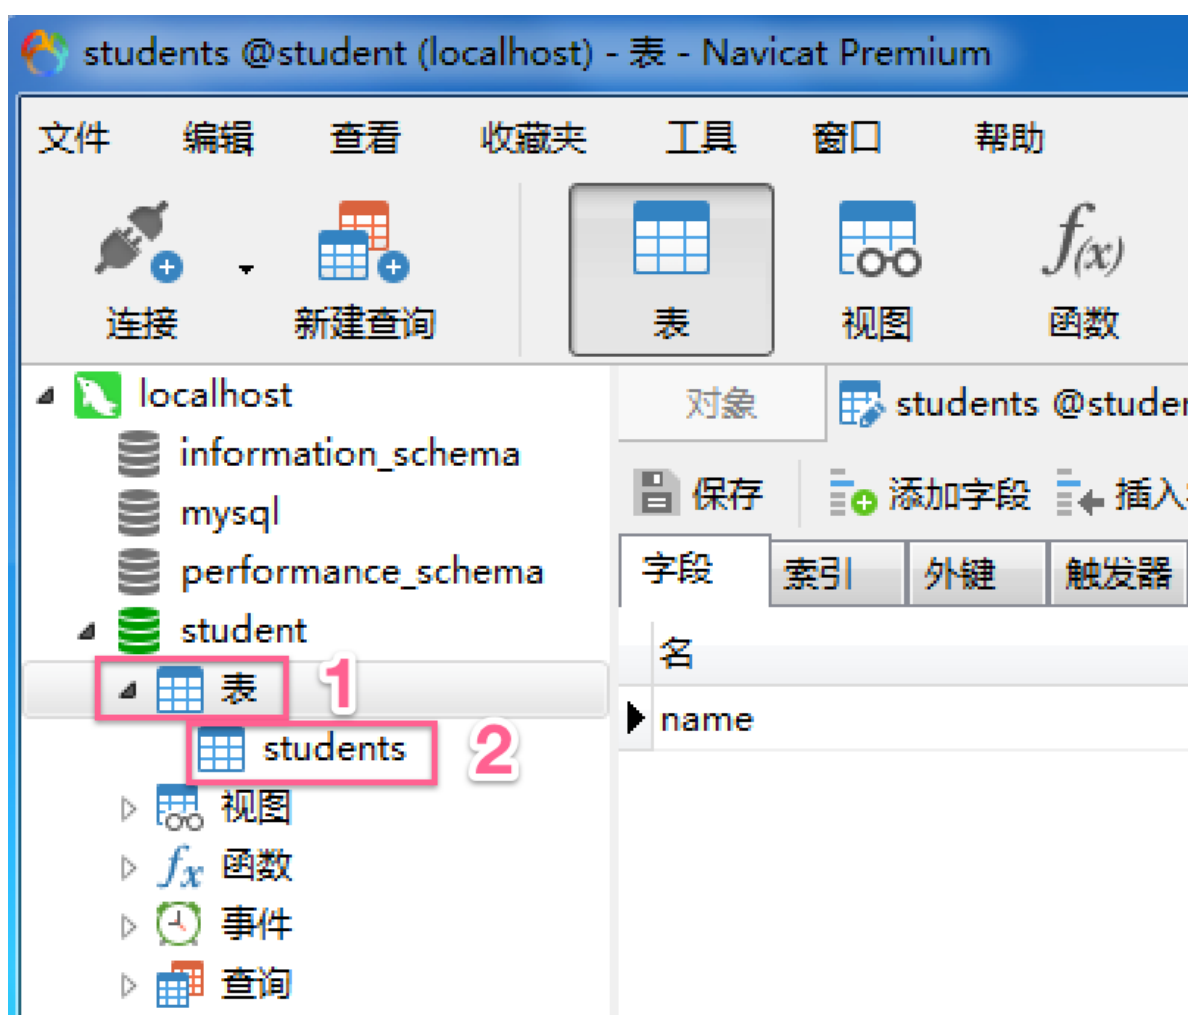 students @student (localhost) - 表 - Navicat Premium
文件 编辑 查看 收藏夹 工具 窗口 帮助
f(x)
连接 新建查询 表 视图 函数
localhost
information_schema
mysql
performance_schema
student
表 1
students 2
视图
fx 函数
事件
查询
对象 students @studen
保存 添加字段 插入
字段 索引 外键 触发器
名
name